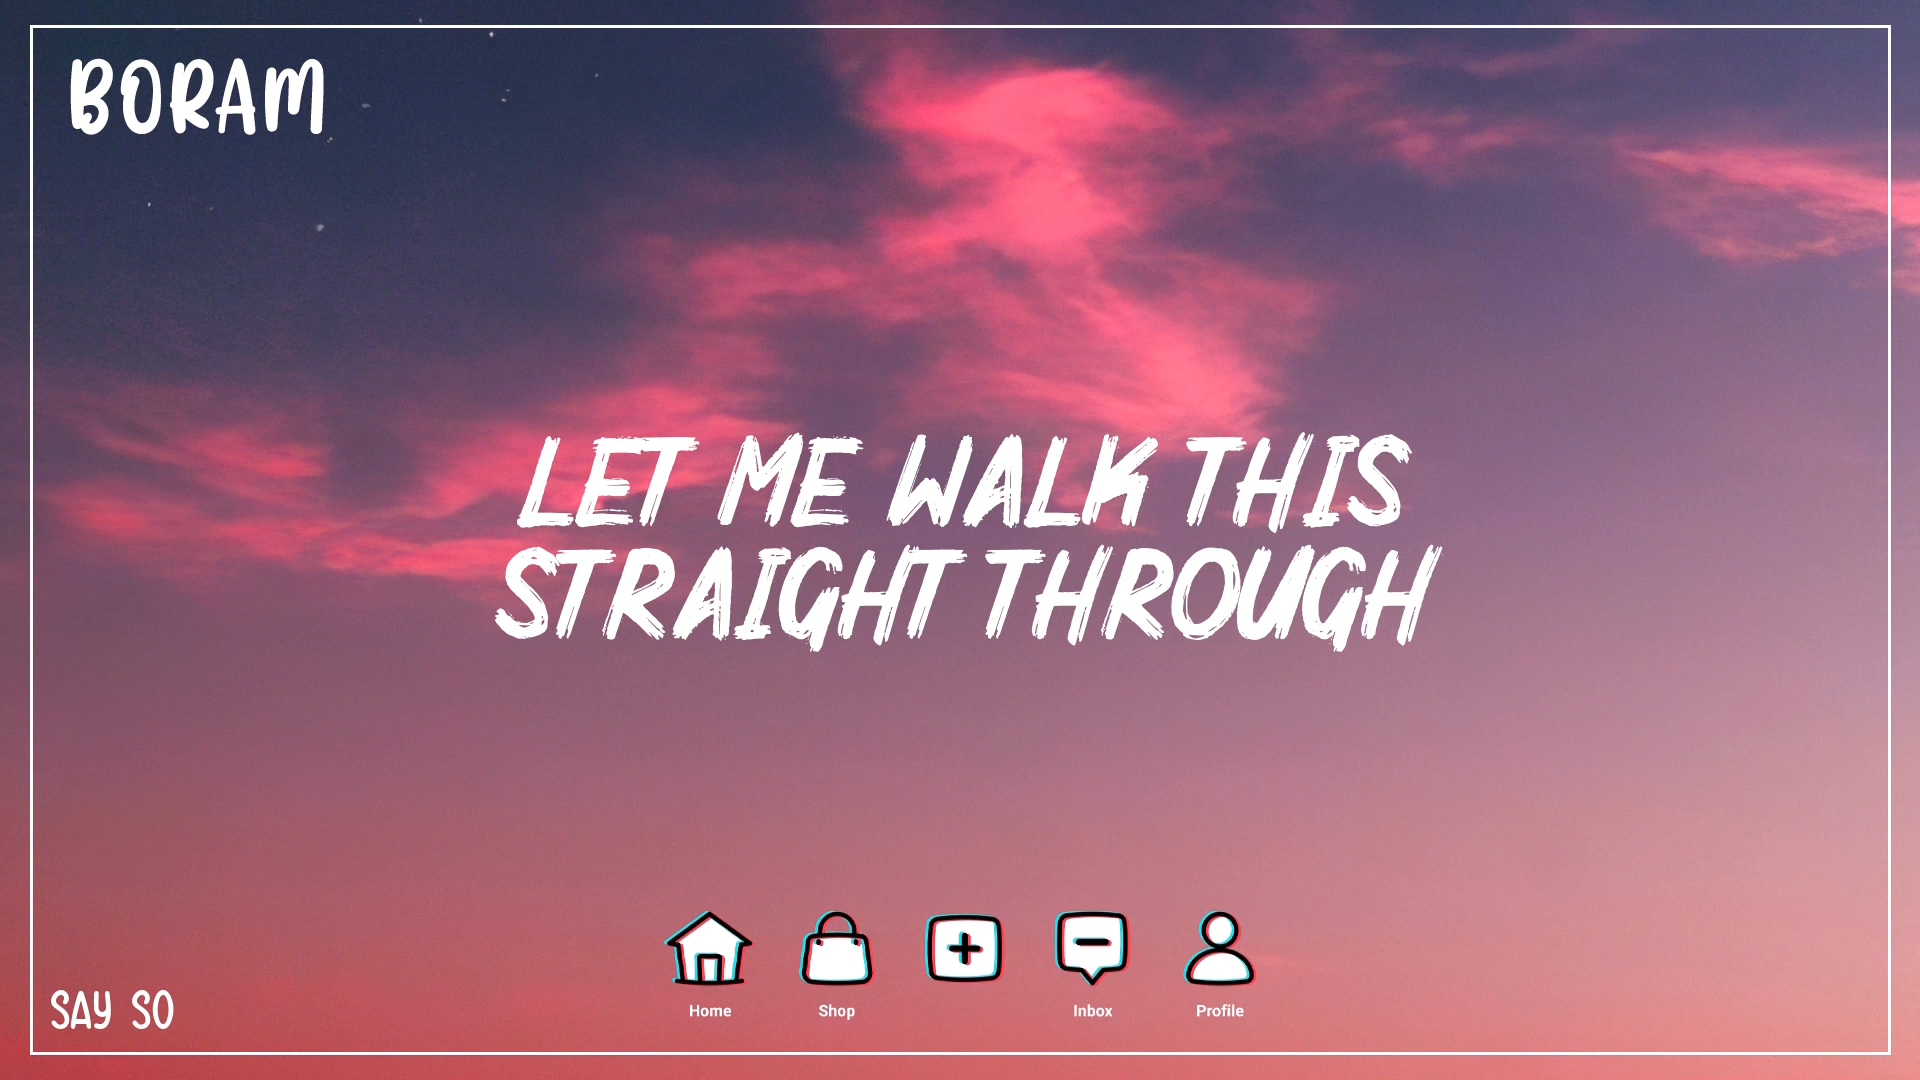 BORAM
LET ME WALK THIS
STRAIGHT THROUGH
Home
Shop
Inbox
Profile
SAY SO